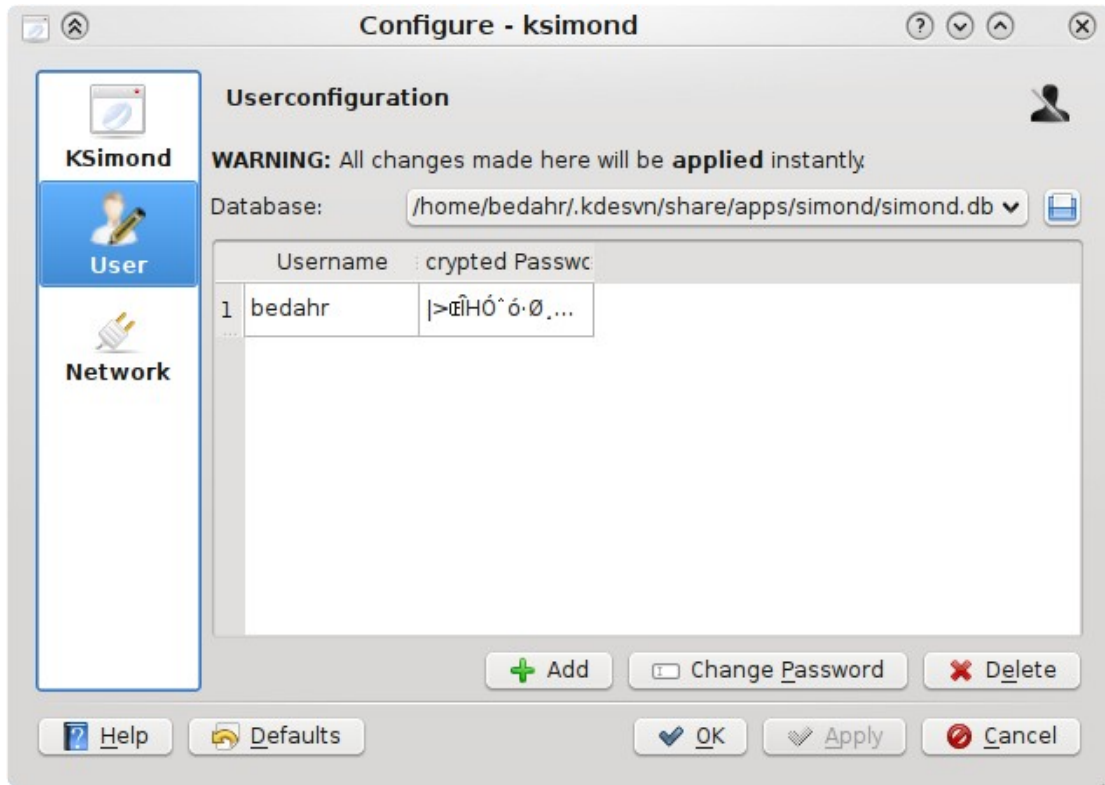 Configure - ksimond
KSimond
User
Network
Userconfiguration
WARNING: All changes made here will be applied instantly.
Database: /home/bedahr/.kdesvn/share/apps/simond/simond.db
Username crypted Passwc
1 bedahr |>ŒÎHÓˆó·Ø¸...
Add Change Password Delete
Help Defaults OK Apply Cancel